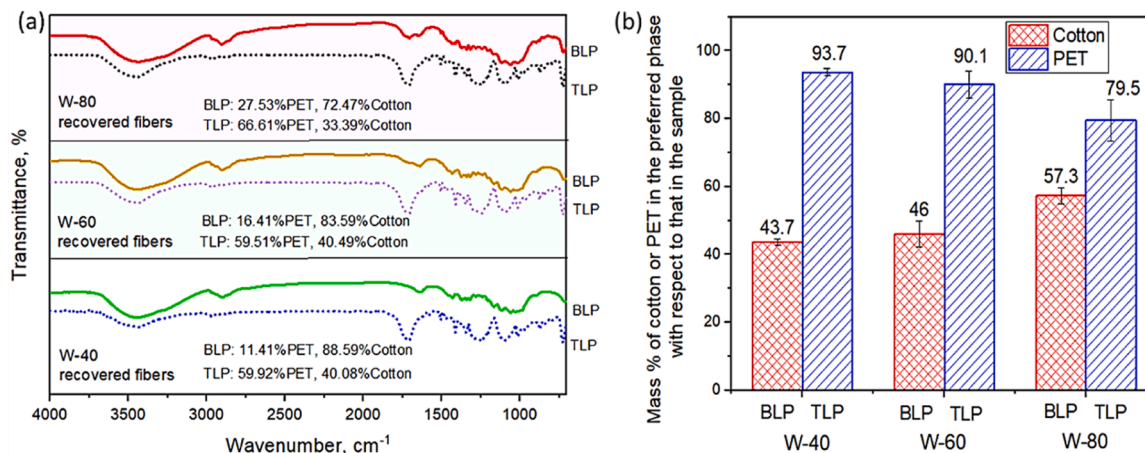 (a)
Transmittance, %
BLP
TLP
W-80
recovered fibers
BLP: 27.53%PET, 72.47%Cotton
TLP: 66.61%PET, 33.39%Cotton
BLP
TLP
W-60
recovered fibers
BLP: 16.41%PET, 83.59%Cotton
TLP: 59.51%PET, 40.49%Cotton
BLP
TLP
W-40
recovered fibers
BLP: 11.41%PET, 88.59%Cotton
TLP: 59.92%PET, 40.08%Cotton
4000 3500 3000 2500 2000 1500 1000
Wavenumber, cm⁻¹
(b)
Mass % of cotton or PET in the preferred phase
with respect to that in the sample
100
80
60
40
20
0
Cotton
PET
43.7
93.7
46
90.1
57.3
79.5
BLP TLP BLP TLP BLP TLP
W-40 W-60 W-80